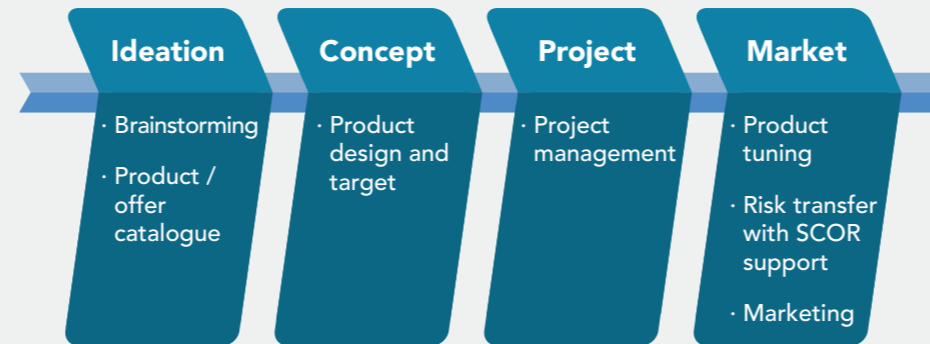 Ideation
· Brainstorming
· Product /
offer
catalogue
Concept
· Product
design and
target
Project
· Project
management
Market
· Product
tuning
· Risk transfer
with SCOR
support
· Marketing